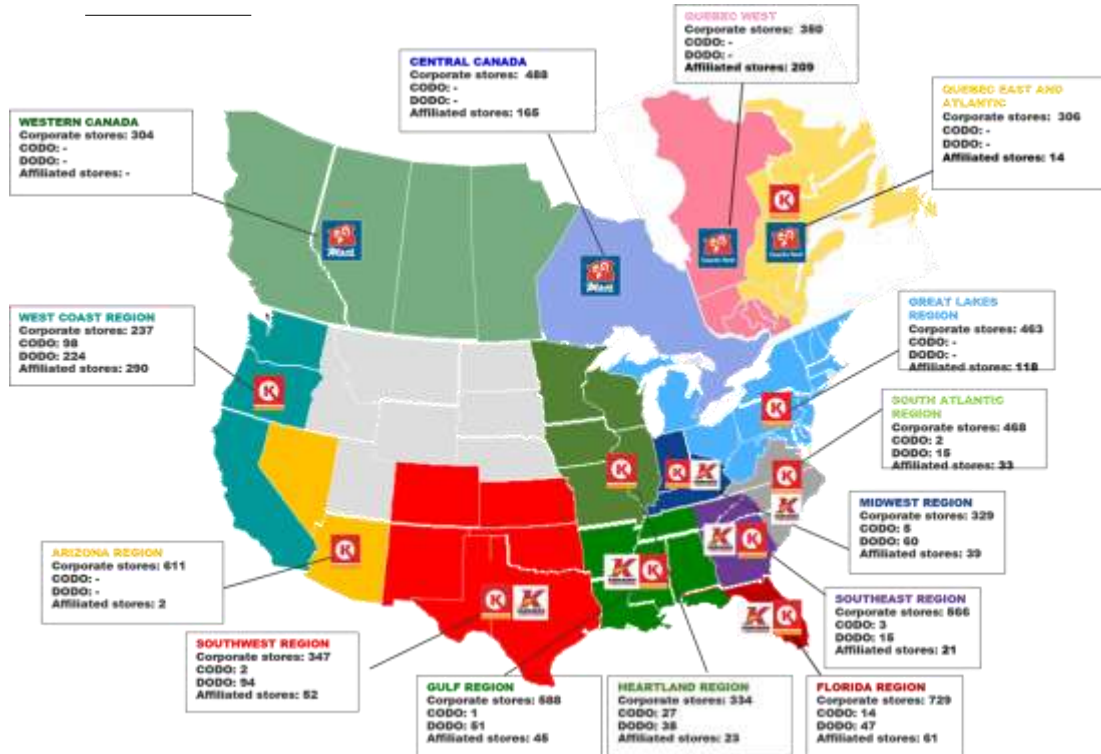 QUEBEC WEST
Corporate stores: 350
CODO: -
DODO: -
Affiliated stores: 209
CENTRAL CANADA
Corporate stores: 488
CODO: -
DODO: -
Affiliated stores: 165
QUEBEC EAST AND
ATLANTIC
Corporate stores: 306
CODO: -
DODO: -
Affiliated stores: 14
WESTERN CANADA
Corporate stores: 304
CODO: -
DODO: -
Affiliated stores: -
WEST COAST REGION
Corporate stores: 237
CODO: 98
DODO: 224
Affiliated stores: 290
GREAT LAKES
REGION
Corporate stores: 463
CODO: -
DODO: -
Affiliated stores: 118
SOUTH ATLANTIC
REGION
Corporate stores: 468
CODO: 2
DODO: 15
Affiliated stores: 33
MIDWEST REGION
Corporate stores: 329
CODO: 5
DODO: 60
Affiliated stores: 39
ARIZONA REGION
Corporate stores: 611
CODO: -
DODO: -
Affiliated stores: 2
SOUTHEAST REGION
Corporate stores: 566
CODO: 3
DODO: 15
Affiliated stores: 21
SOUTHWEST REGION
Corporate stores: 347
CODO: 2
DODO: 94
Affiliated stores: 52
GULF REGION
Corporate stores: 588
CODO: 1
DODO: 51
Affiliated stores: 45
HEARTLAND REGION
Corporate stores: 334
CODO: 27
DODO: 38
Affiliated stores: 23
FLORIDA REGION
Corporate stores: 729
CODO: 14
DODO: 47
Affiliated stores: 61